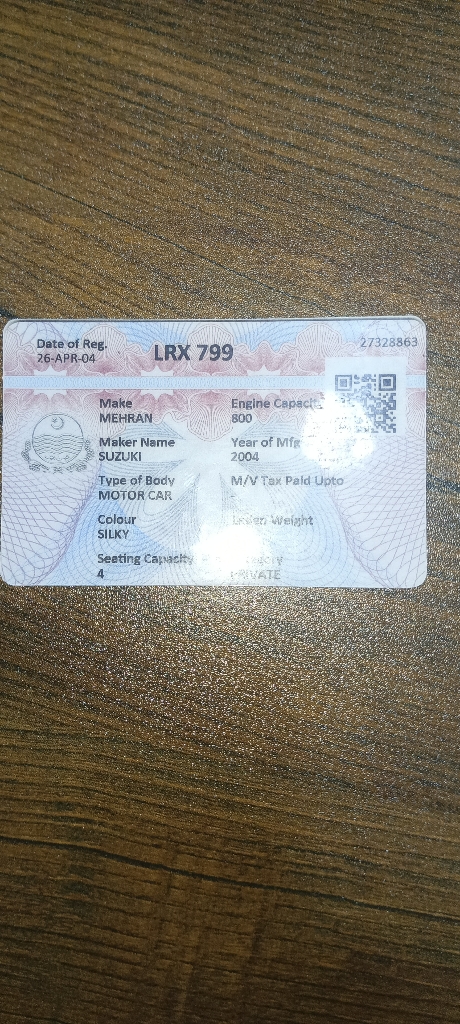 Date of Reg.
26-APR-04
LRX 799
27328863
Make
MEHRAN
Engine
800
Maker Name
SUZUKI
Year of Mfg
2004
Type of Body
MOTOR CAR
M/V Tax Paid Upto
-
Colour
SILKY
Weight
Seating Capacity
4
PRIVATE